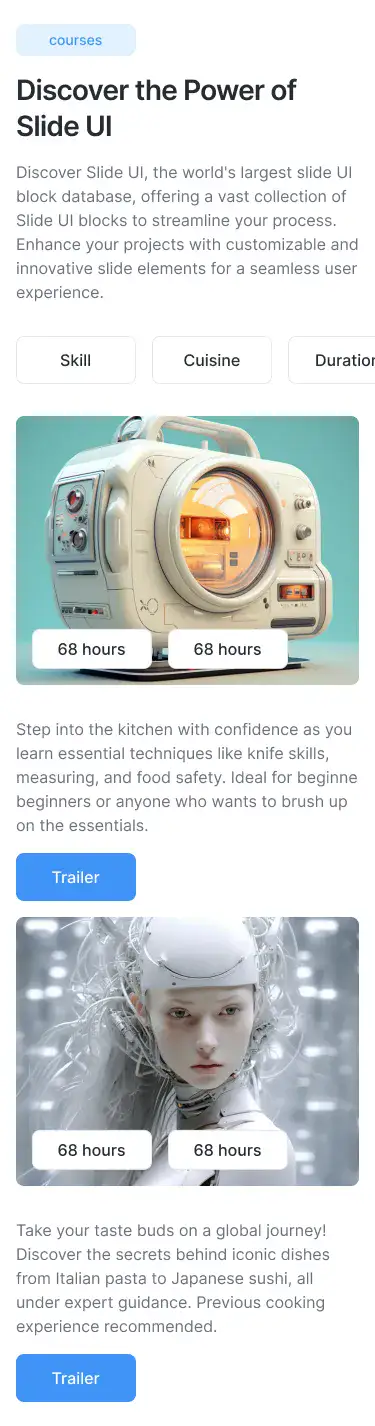 courses
Discover the Power of
Slide UI
Discover Slide UI, the world's largest slide UI
block database, offering a vast collection of
Slide UI blocks to streamline your process.
Enhance your projects with customizable and
innovative slide elements for a seamless user
experience.
Skill
Cuisine
Duration
68 hours
68 hours
Step into the kitchen with confidence as you
learn essential techniques like knife skills,
measuring, and food safety. Ideal for beginne
beginners or anyone who wants to brush up
on the essentials.
Trailer
68 hours
68 hours
Take your taste buds on a global journey!
Discover the secrets behind iconic dishes
from Italian pasta to Japanese sushi, all
under expert guidance. Previous cooking
experience recommended.
Trailer